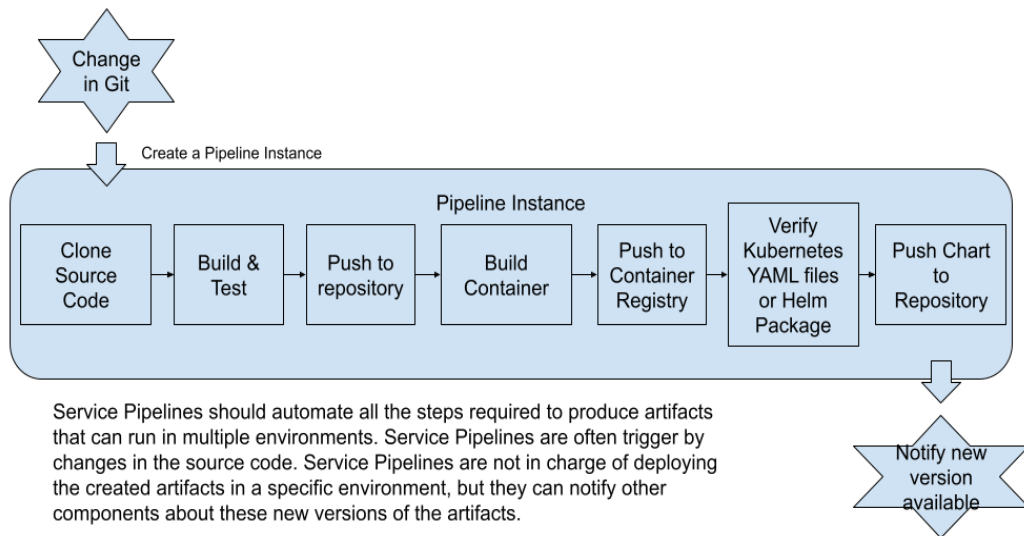 Change
in Git
Create a Pipeline Instance
Pipeline Instance
Clone
Source
Code
Build &
Test
Push to
repository
Build
Container
Push to
Container
Registry
Verify
Kubernetes
YAML files
or Helm
Package
Push Chart
to
Repository
Service Pipelines should automate all the steps required to produce artifacts
that can run in multiple environments. Service Pipelines are often trigger by
changes in the source code. Service Pipelines are not in charge of deploying
the created artifacts in a specific environment, but they can notify other
components about these new versions of the artifacts.
Notify new
version
available